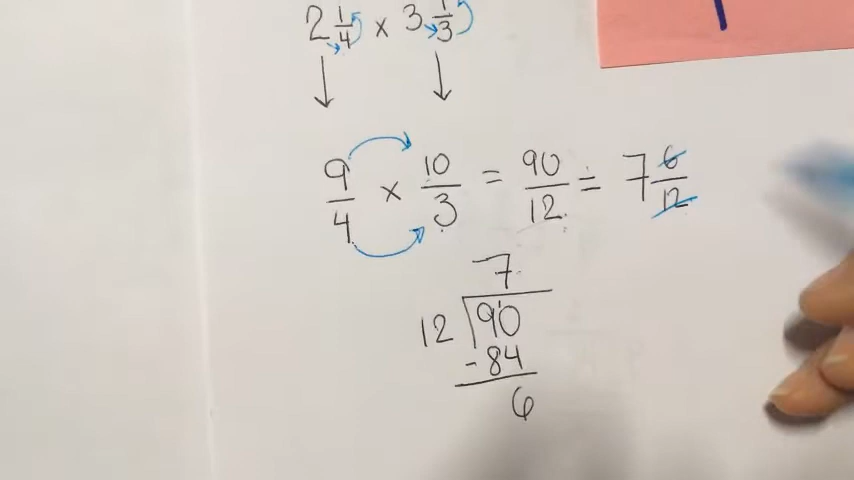 2 1/4 × 3 1/3
9/4 × 10/3 = 90/12 = 7 6/12
7
12 90
-84
6